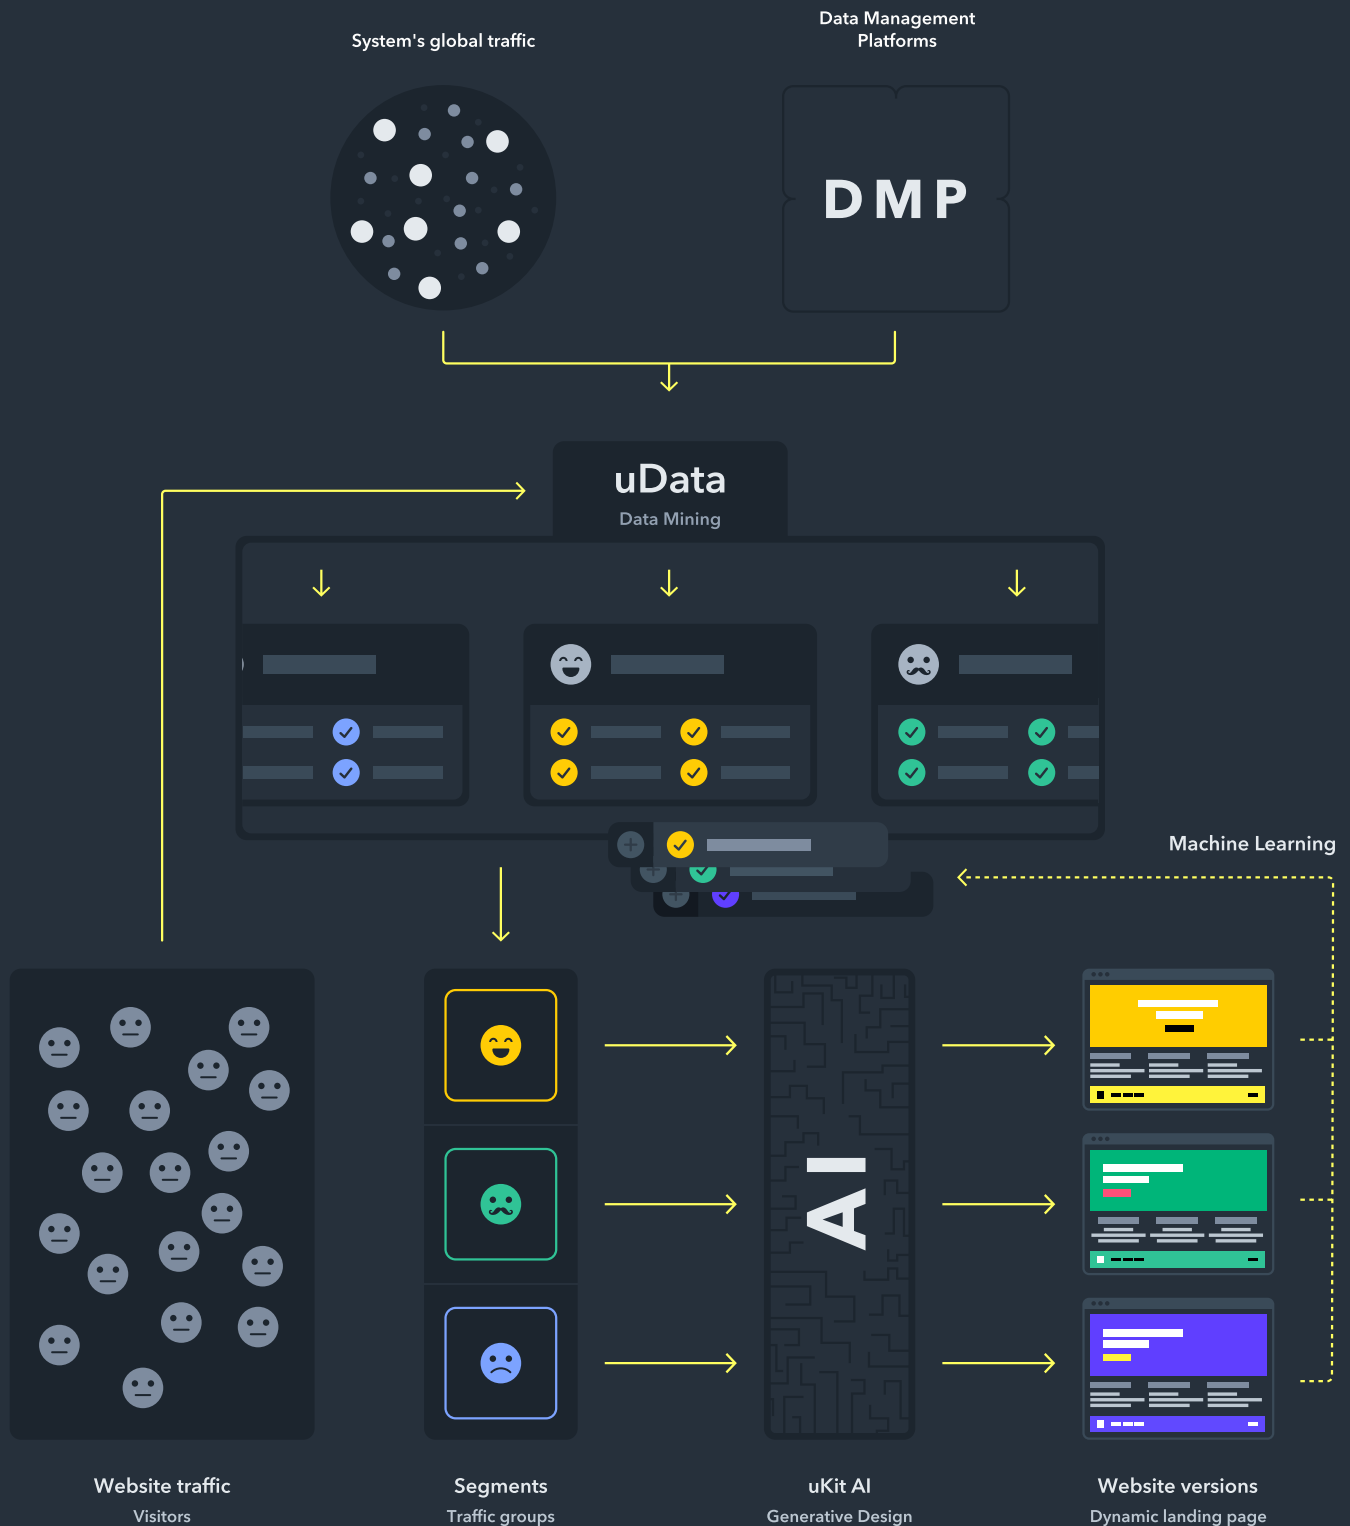 System's global traffic
Data Management
Platforms
DMP
uData
Data Mining
Machine Learning
AI
Website traffic
Visitors
Segments
Traffic groups
uKit AI
Generative Design
Website versions
Dynamic landing page